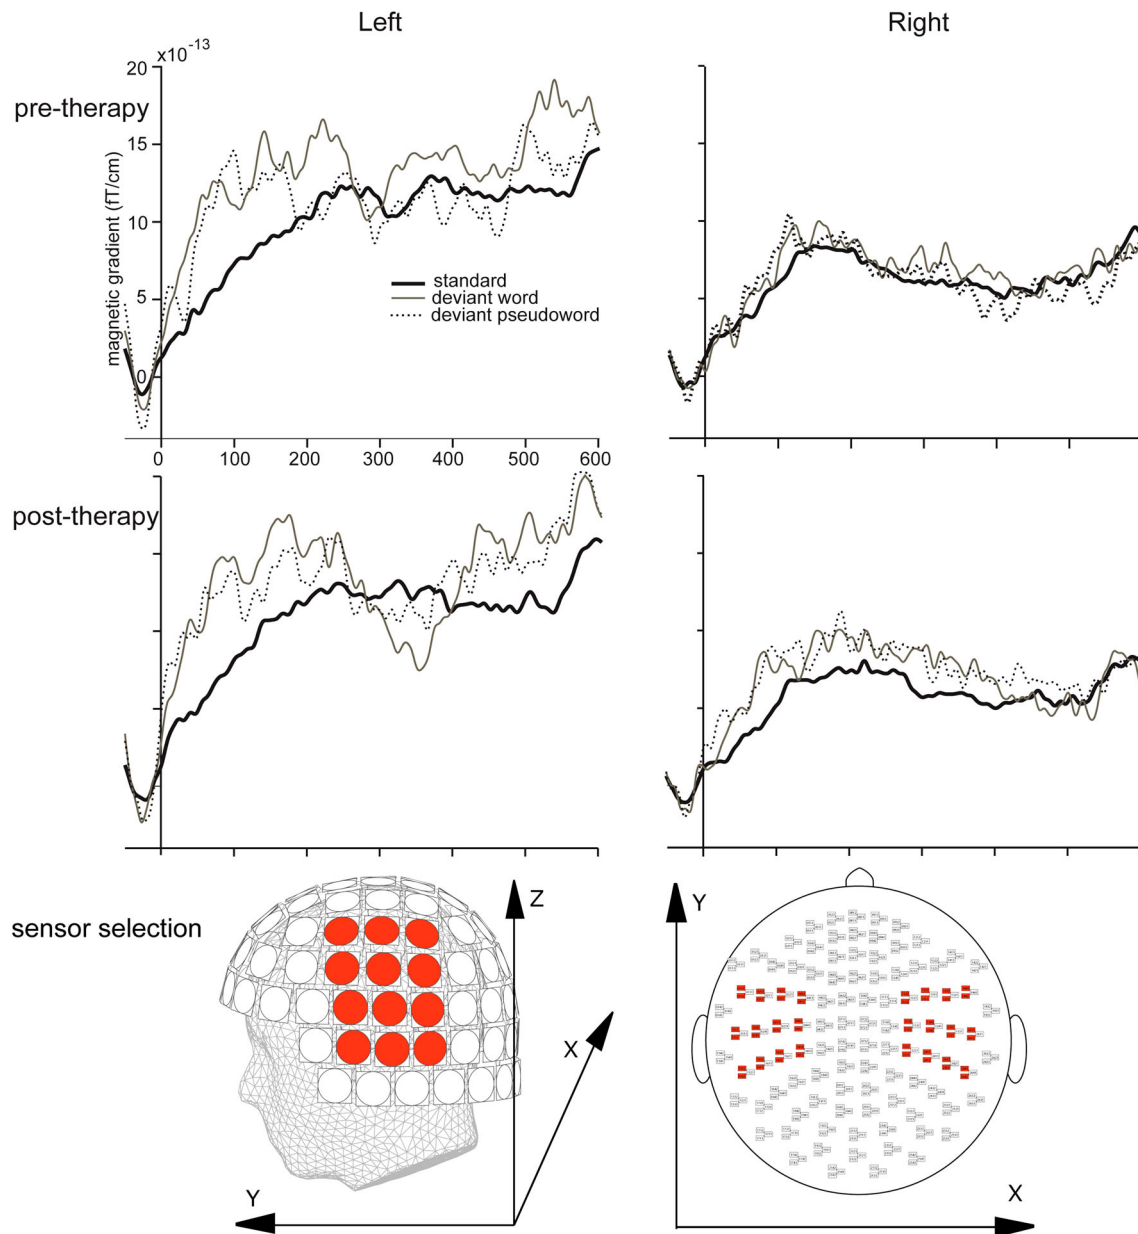 Left
Right
x10⁻¹³
20
pre-therapy
15
magnetic gradient (fT/cm)
10
standard
deviant word
deviant pseudoword
5
0
0 100 200 300 400 500 600
post-therapy
sensor selection
Z
Y
X
Y
X